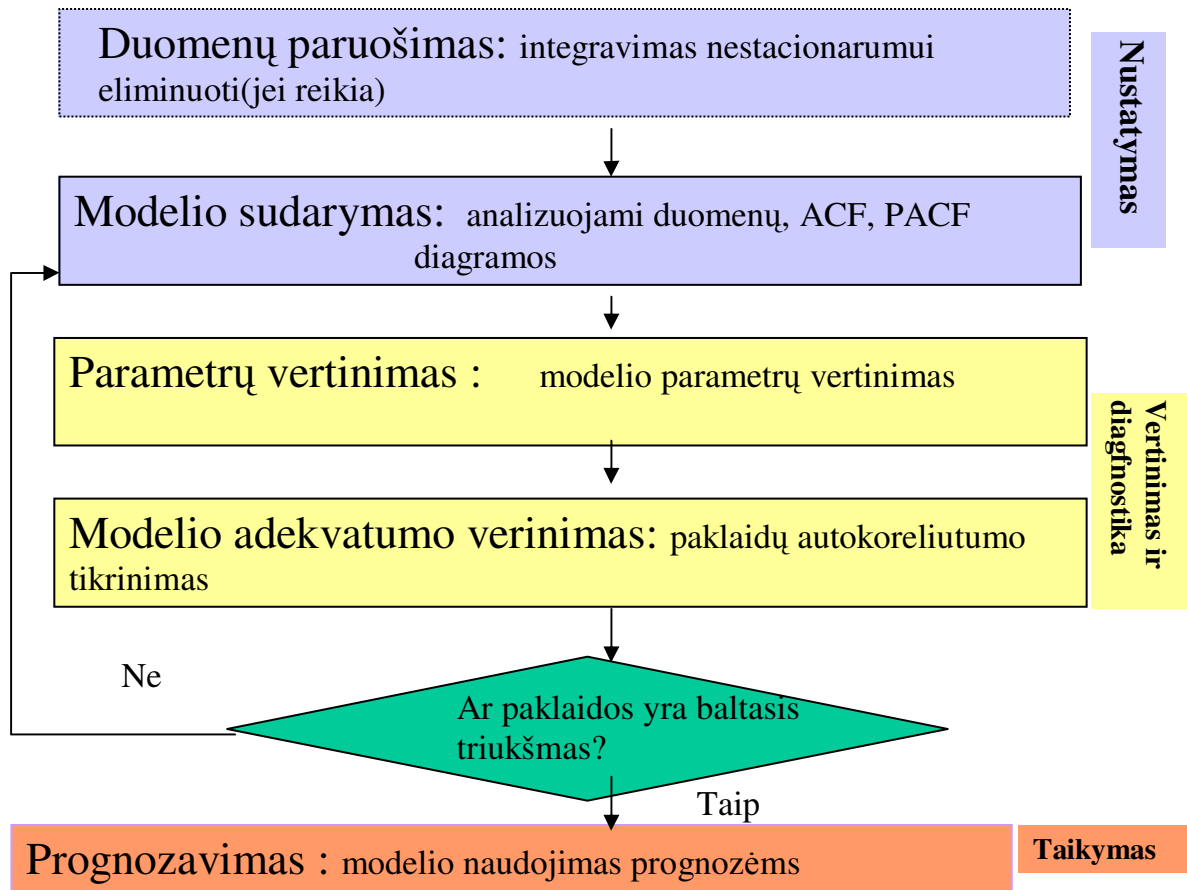 Duomenų paruošimas: integravimas nestacionarumui
eliminuoti(jei reikia)
Nustatymas
Modelio sudarymas: analizuojami duomenų, ACF, PACF
diagramos
Parametrų vertinimas : modelio parametrų vertinimas
Vertinimas ir
diagfnostika
Modelio adekvatumo verinimas: paklaidų autokoreliutumo
tikrinimas
Ne
Ar paklaidos yra baltasis
triukšmas?
Taip
Prognozavimas : modelio naudojimas prognozėms
Taikymas